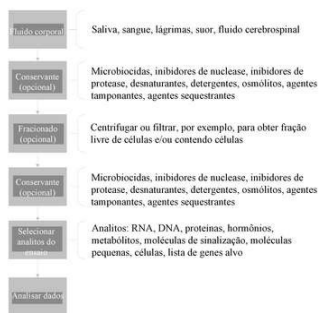 Fluido corporal
Saliva, sangue, lágrimas, suor, fluido cerebrospinal
Conservante
(opcional)
Microbiocidas, inibidores de nuclease, inibidores de
protease, desnaturantes, detergentes, osmólitos, agentes
tamponantes, agentes sequestrantes
Fracionado
(opcional)
Centrifugar ou filtrar, por exemplo, para obter fração
livre de células e/ou contendo células
Conservante
(opcional)
Microbiocidas, inibidores de nuclease, inibidores de
protease, desnaturantes, detergentes, osmólitos, agentes
tamponantes, agentes sequestrantes
Selecionar
analitos do
ensaio
Analitos: RNA, DNA, proteinas, hormônios,
metabólitos, moléculas de sinalização, moléculas
pequenas, células, lista de genes alvo
Analisar dados